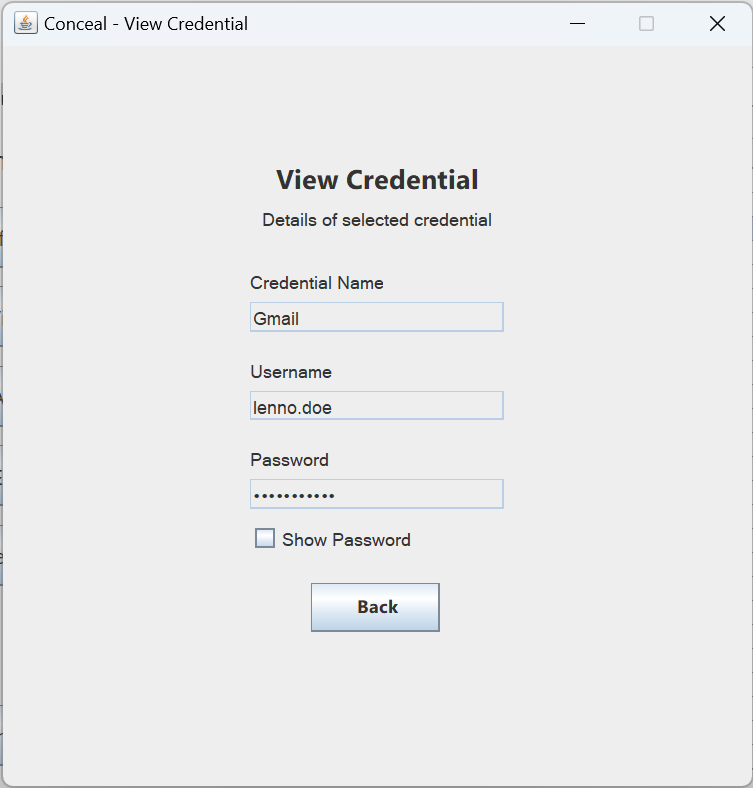 Conceal - View Credential
View Credential
Details of selected credential
Credential Name
Gmail
Username
lenno.doe
Password
•••••••••••
Show Password
Back